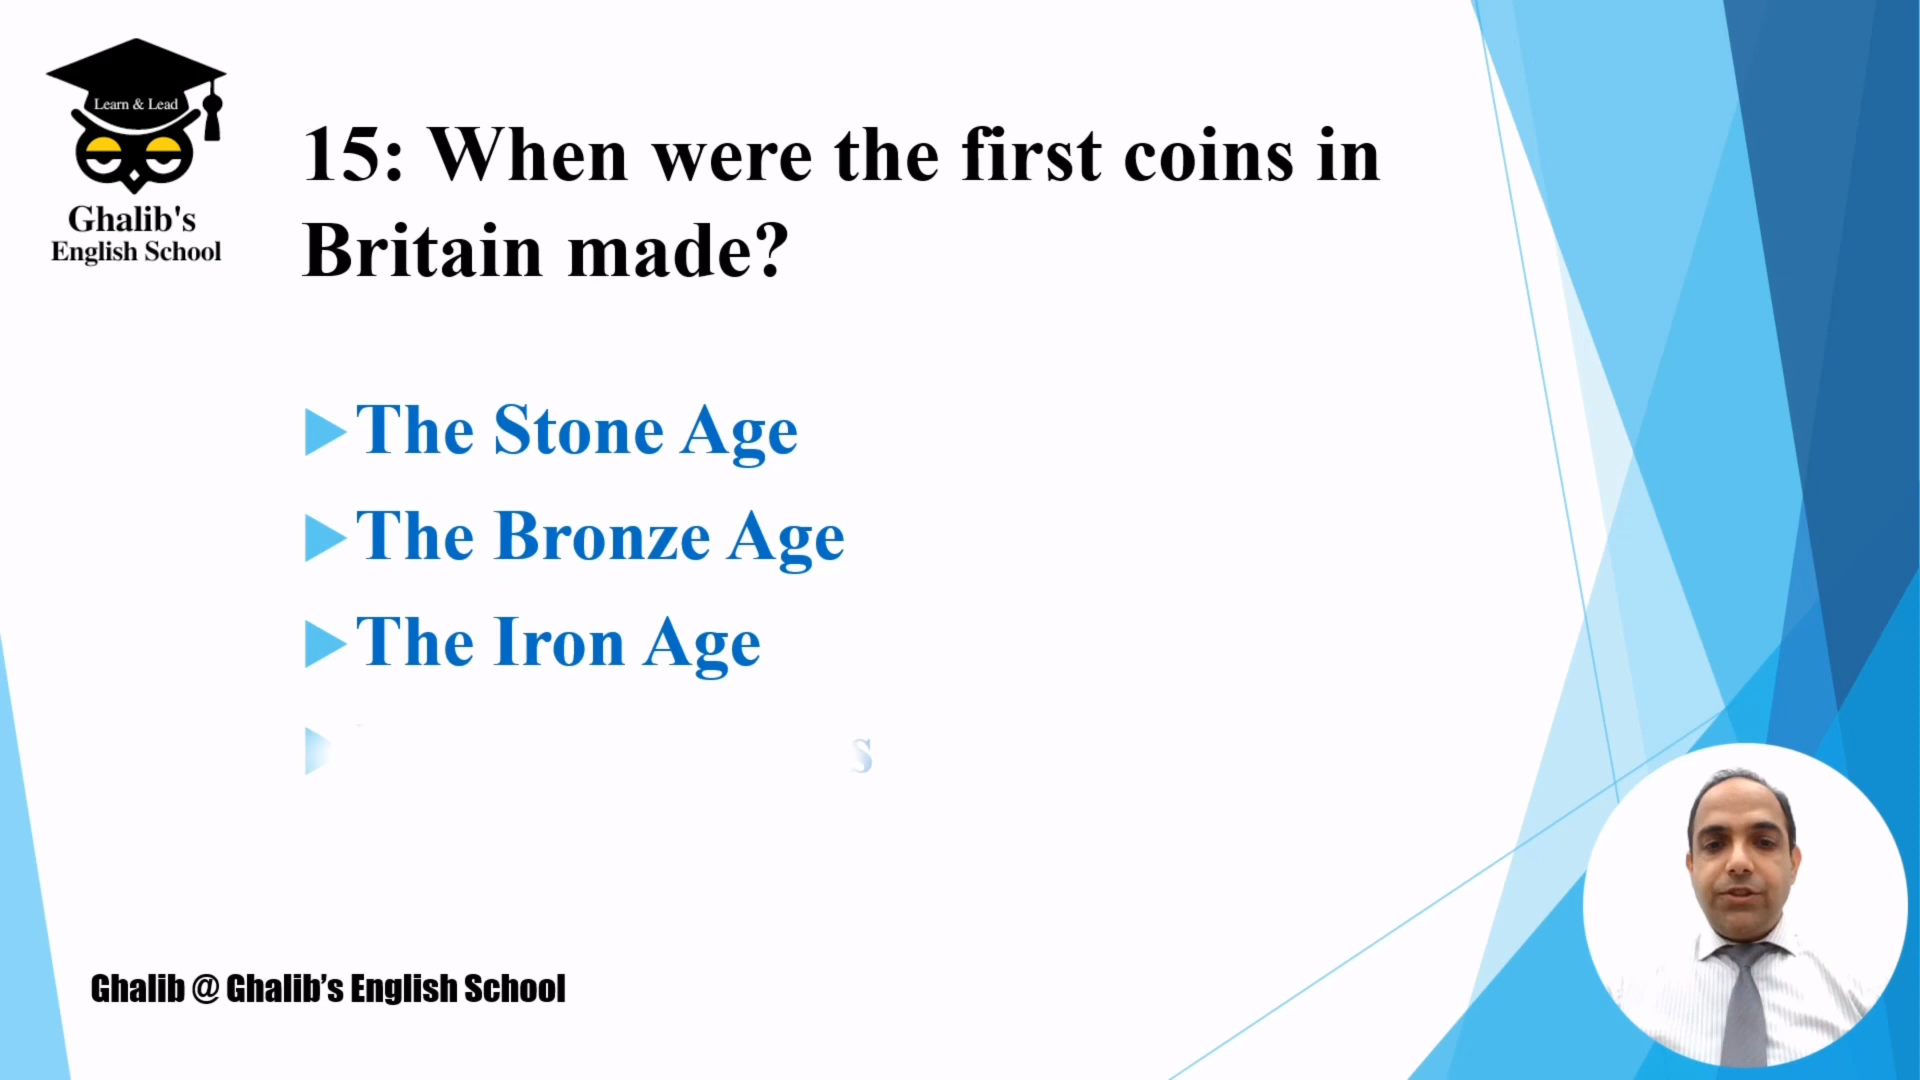 Learn & Lead
Ghalib's
English School
15: When were the first coins in
Britain made?
The Stone Age
The Bronze Age
The Iron Age
Ghalib @ Ghalib’s English School